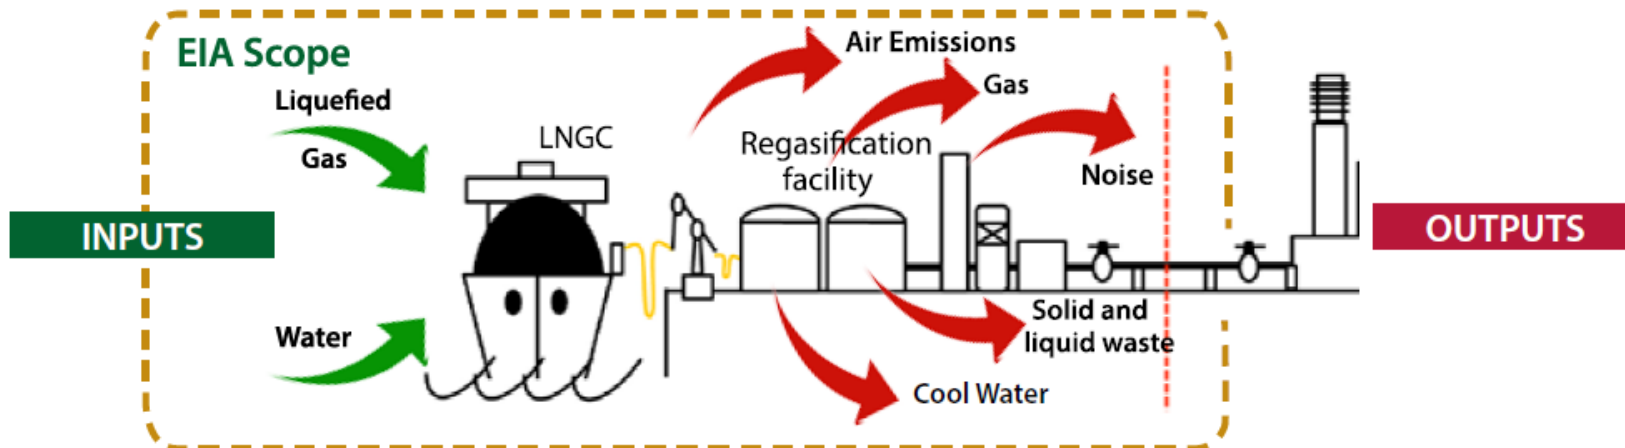 EIA Scope
Liquefied
Gas
INPUTS
Water
LNGC
Regasification
facility
Air Emissions
Gas
Noise
Solid and
liquid waste
Cool Water
OUTPUTS